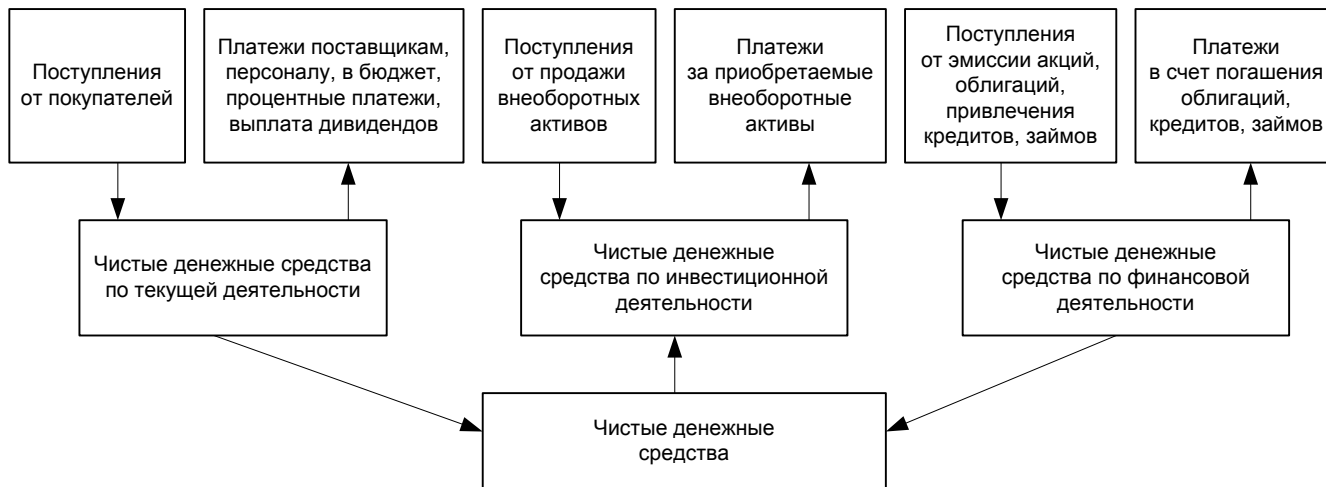 Поступления
от покупателей
Платежи поставщикам,
персоналу, в бюджет,
процентные платежи,
выплата дивидендов
Поступления
от продажи
внеоборотных
активов
Платежи
за приобретаемые
внеоборотные
активы
Поступления
от эмиссии акций,
облигаций,
привлечения
кредитов, займов
Платежи
в счет погашения
облигаций,
кредитов, займов
Чистые денежные средства
по текущей деятельности
Чистые денежные
средства по инвестиционной
деятельности
Чистые денежные
средства по финансовой
деятельности
Чистые денежные
средства